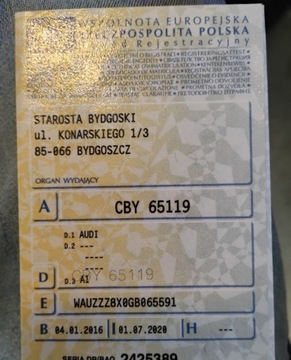 WSPÓLNOTA EUROPEJSKA
RZECZPOSPOLITA POLSKA
Dowód Rejestracyjny
STAROSTA BYDGOSKI
ul. KONARSKIEGO 1/3
85-066 BYDGOSZCZ
ORGAN WYDAJĄCY
A CBY 65119
D.1 AUDI
D.2 ---
----
---
D CBY 65119
D.3 A1
E WAUZZZ8X0GB065591
B 04.01.2016 I 01.07.2020 H ---
SERIA DR/BAQ 2425389